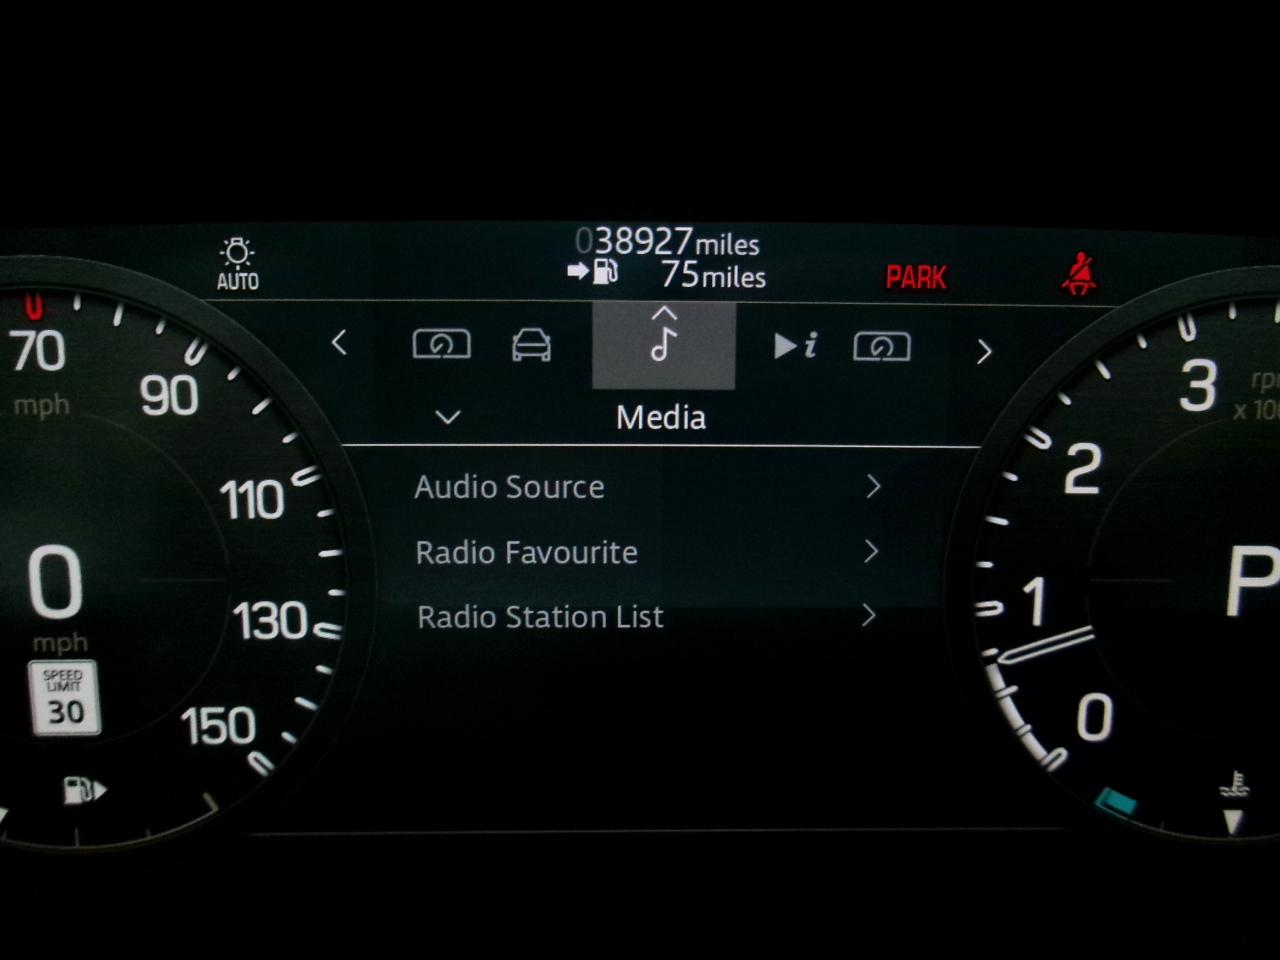 038927miles
75miles
AUTO
PARK
70
mph
90
110
130
150
0
mph
SPEED
LIMIT
30
Media
Audio Source
Radio Favourite
Radio Station List
3
2
1
0
P